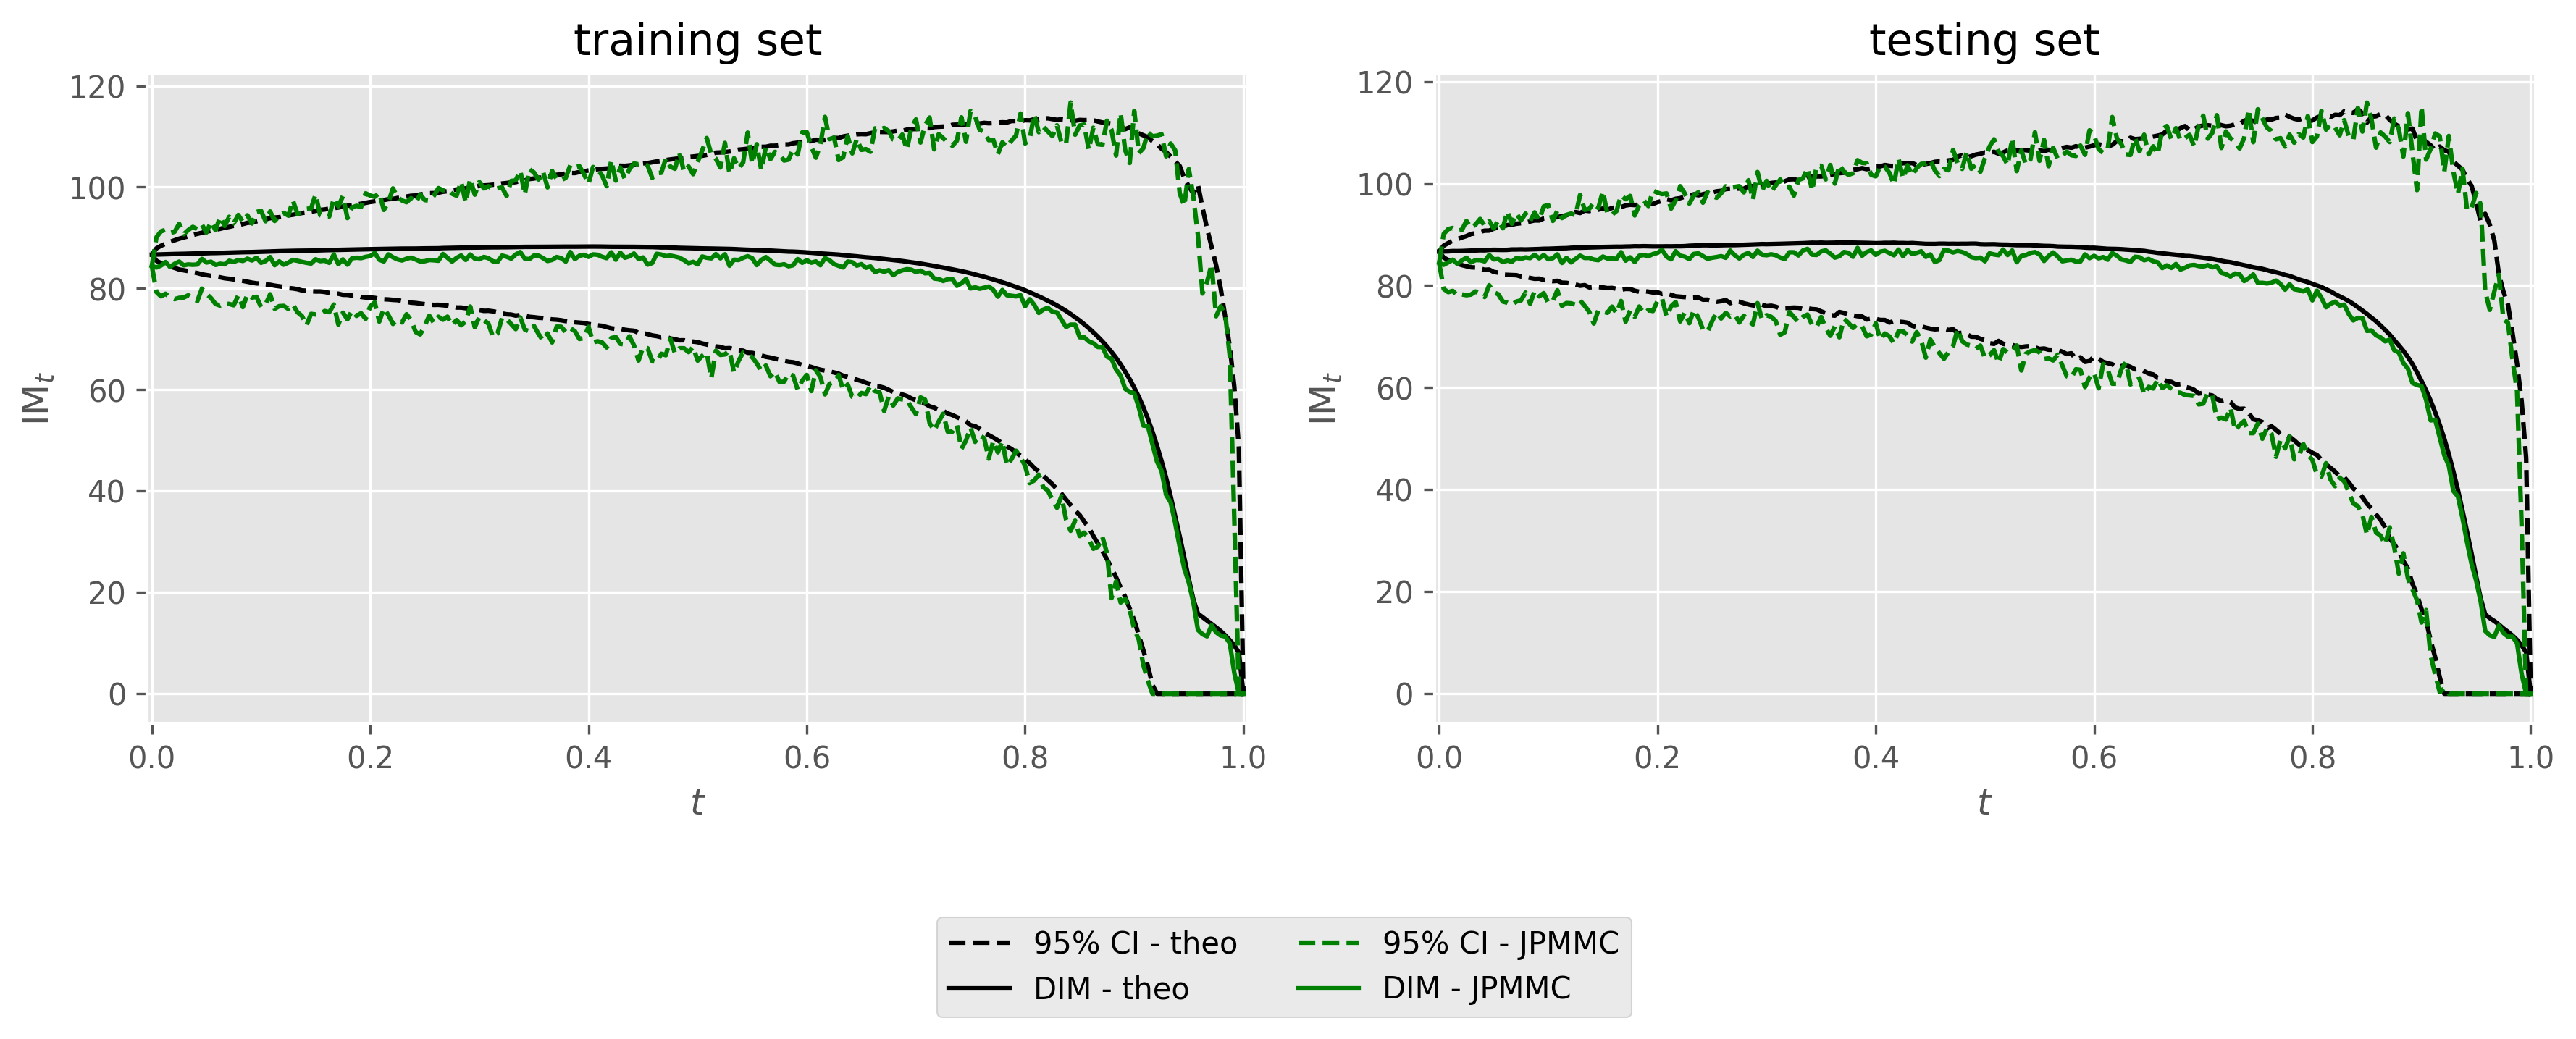 training set
testing set
120
100
80
60
40
20
0
IM_t
0.0 0.2 0.4 0.6 0.8 1.0
t
120
100
80
60
40
20
0
IM_t
0.0 0.2 0.4 0.6 0.8 1.0
t
95% CI - theo
DIM - theo
95% CI - JPMMC
DIM - JPMMC